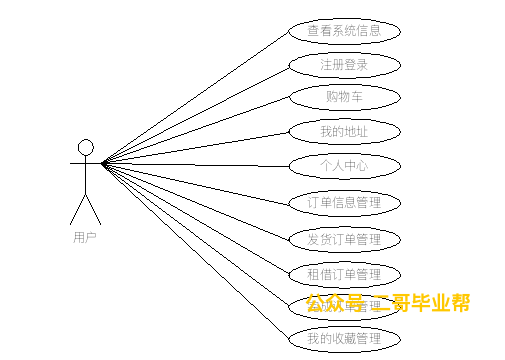 查看系统信息
注册登录
购物车
我的地址
个人中心
订单信息管理
发货订单管理
租借订单管理
公众号 二哥毕业帮
单管理
我的收藏管理
用户